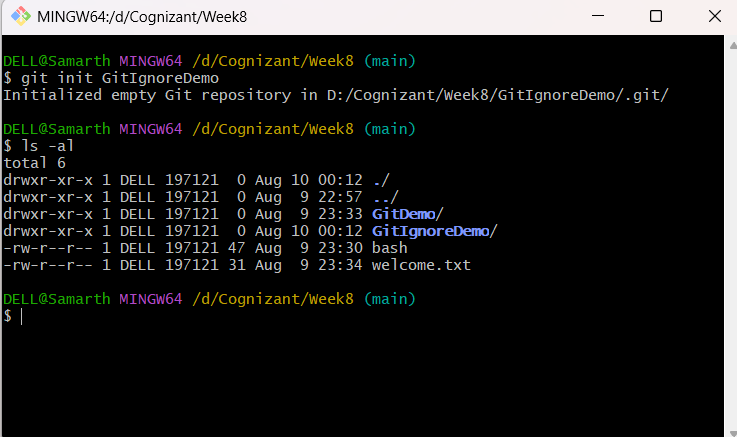 MINGW64:/d/Cognizant/Week8
DELL@Samarth MINGW64 /d/Cognizant/Week8 (main)
$ git init GitIgnoreDemo
Initialized empty Git repository in D:/Cognizant/Week8/GitIgnoreDemo/.git/
DELL@Samarth MINGW64 /d/Cognizant/Week8 (main)
$ ls -al
total 6
drwxr-xr-x 1 DELL 197121  0 Aug 10 00:12 ./
drwxr-xr-x 1 DELL 197121  0 Aug  9 22:57 ../
drwxr-xr-x 1 DELL 197121  0 Aug  9 23:33 GitDemo/
drwxr-xr-x 1 DELL 197121  0 Aug 10 00:12 GitIgnoreDemo/
-rw-r--r-- 1 DELL 197121 47 Aug  9 23:30 bash
-rw-r--r-- 1 DELL 197121 31 Aug  9 23:34 welcome.txt
DELL@Samarth MINGW64 /d/Cognizant/Week8 (main)
$